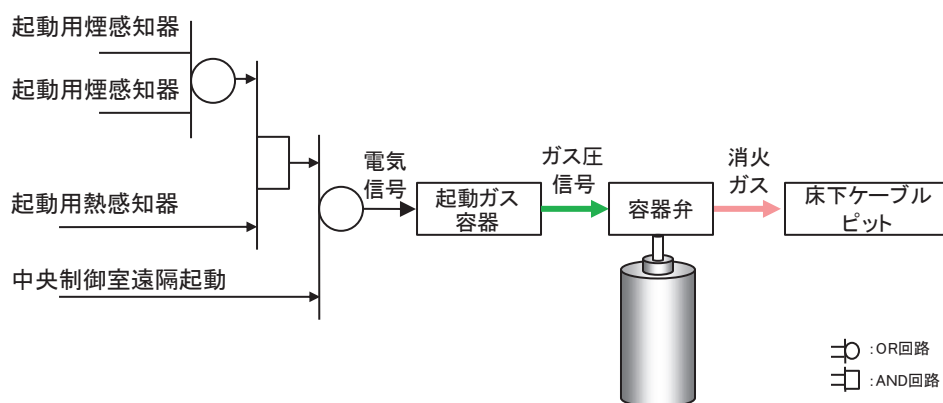 起動用煙感知器
起動用煙感知器
起動用熱感知器
中央制御室遠隔起動
電気
信号
起動ガス
容器
ガス圧
信号
容器弁
消火
ガス
床下ケーブル
ピット
:OR回路
:AND回路